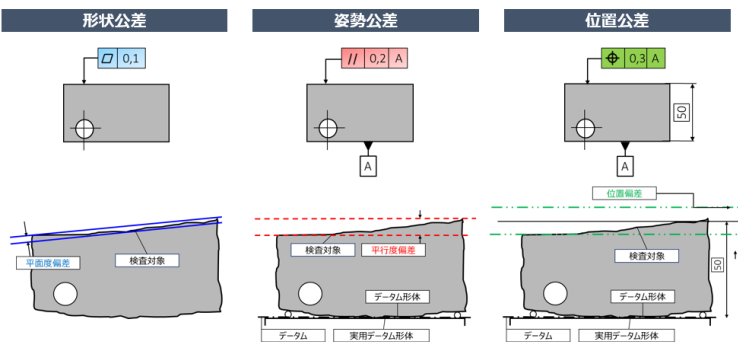 形状公差
姿勢公差
位置公差
0,1
// 0,2 A
0,3 A
50
A
A
位置偏差
検査対象
平行度偏差
検査対象
検査対象
平面度偏差
50
データム形体
データム形体
データム
実用データム形体
データム
実用データム形体